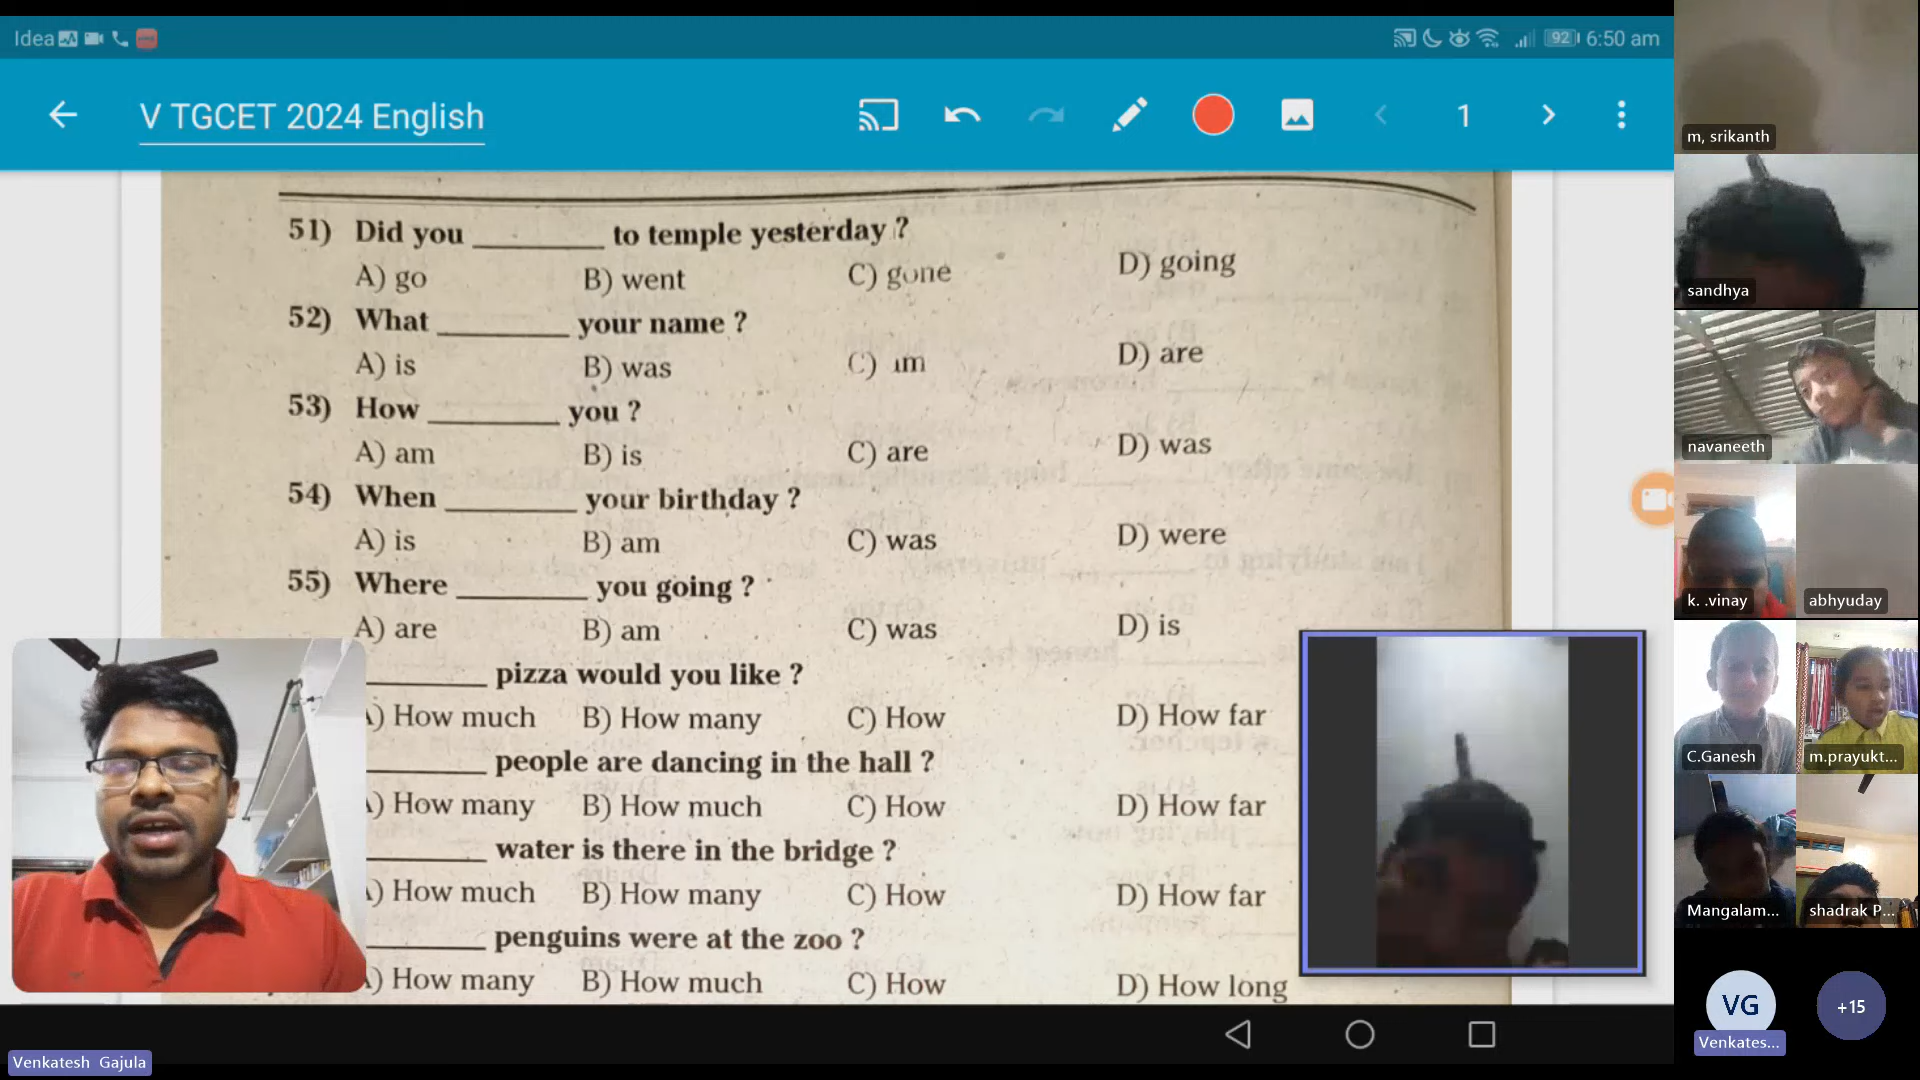 Idea
92 6:50 am
V TGCET 2024 English
1
51) Did you ________ to temple yesterday ?
A) go B) went C) gone D) going
52) What ________ your name ?
A) is B) was C) im D) are
53) How ________ you ?
A) am B) is C) are D) was
54) When ________ your birthday ?
A) is B) am C) was D) were
55) Where ________ you going ?
A) are B) am C) was D) is
________ pizza would you like ?
A) How much B) How many C) How D) How far
________ people are dancing in the hall ?
A) How many B) How much C) How D) How far
________ water is there in the bridge ?
A) How much B) How many C) How D) How far
________ penguins were at the zoo ?
A) How many B) How much C) How D) How long
Venkatesh Gajula
m, srikanth
sandhya
navaneeth
k. .vinay
abhyuday
C.Ganesh
m.prayukt...
Mangalam...
shadrak P...
VG
Venkates...
+15